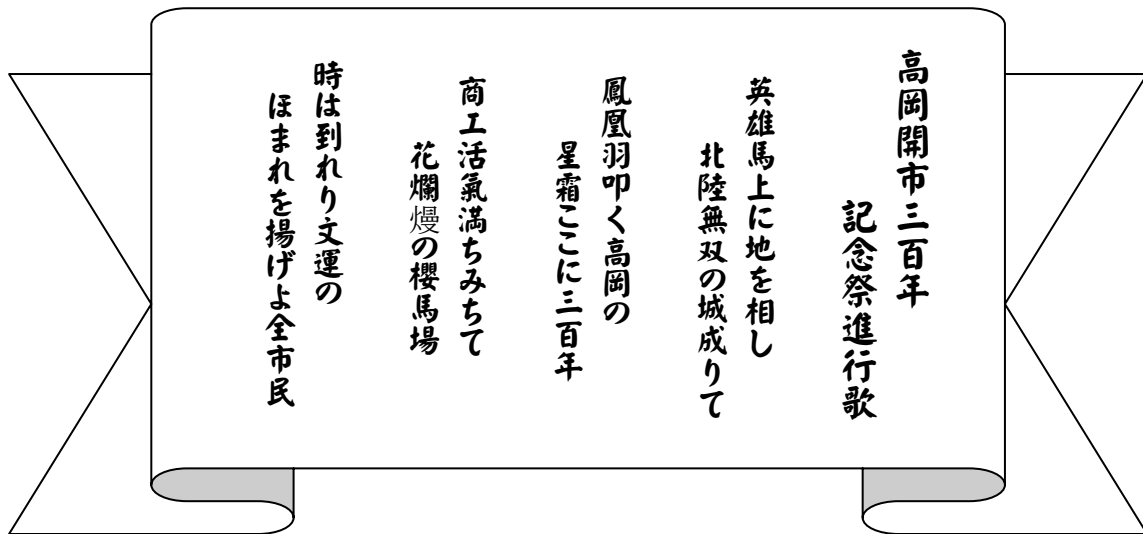 高岡開市三百年
記念祭進行歌
英雄馬上に地を相し
北陸無双の城成りて
鳳凰羽叩く高岡の
星霜ここに三百年
商工活氣満ちみちて
花爛熳の櫻馬場
時は到れり文運の
ほまれを揚げよ全市民